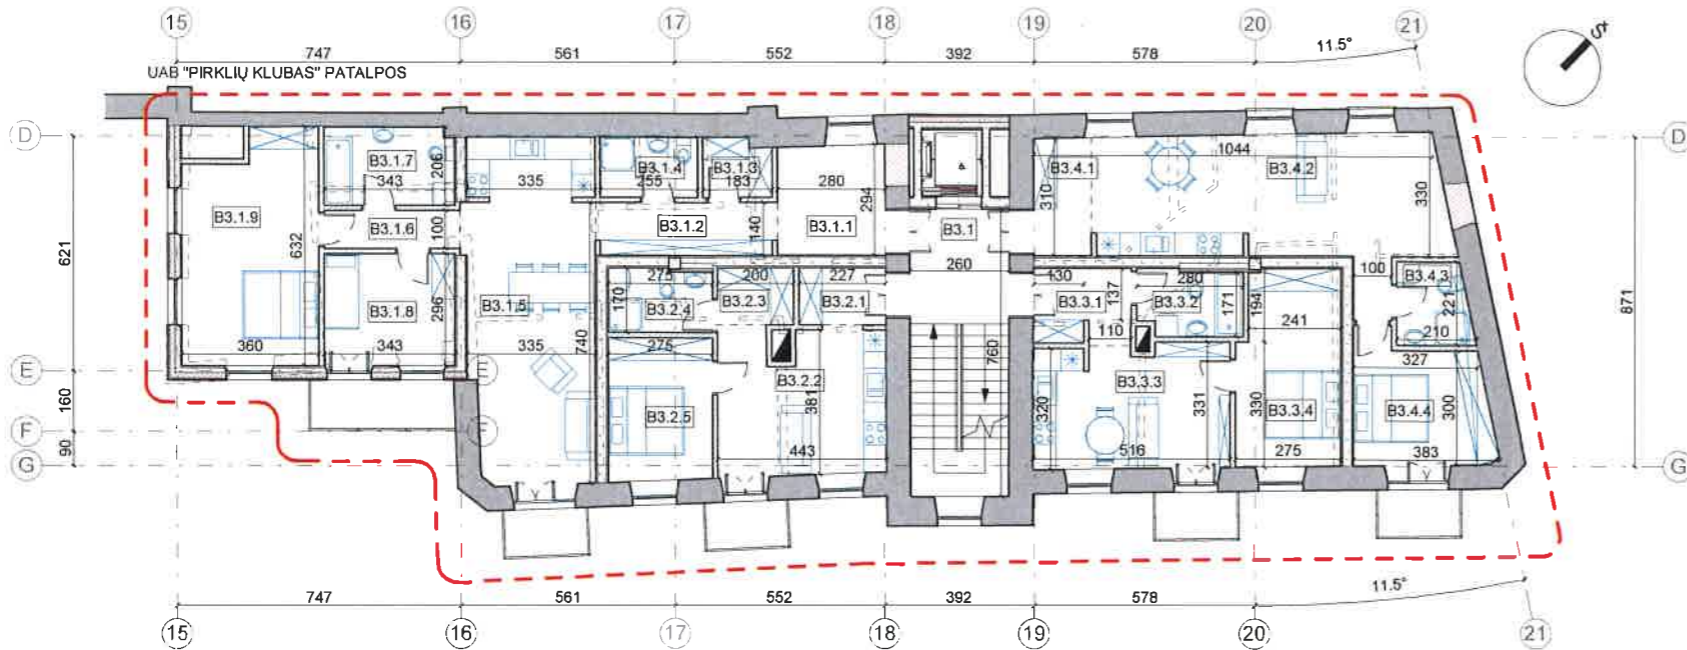 15 16 17 18 19 20 21
747 561 552 392 578 11.5°
UAB "PIRKLIŲ KLUBAS" PATALPOS
Š
D D
B3.1.7 B3.1.4 B3.1.3 B3.4.1 1044 B3.4.2
206
343 335 255 183 280 310 330
294
B3.1.9 B3.1.6 100 B3.1.2 140 B3.1.1 B3.1
632
621 871
260
275 200 227 130 280 100 B3.4.3
B3.1.8 296 B3.1.5 170 B3.2.4 B3.2.3 B3.2.1 B3.3.1 137 B3.3.2 171 194 221
110 241 210
360 343 335 740 275 760 327
E E
160
B3.2.2 B3.3.3
381 320 331 330 300
B3.2.5 B3.3.4 B3.4.4
F F
90
443 516 275 383
G G
747 561 552 392 578 11.5°
15 16 17 18 19 20 21